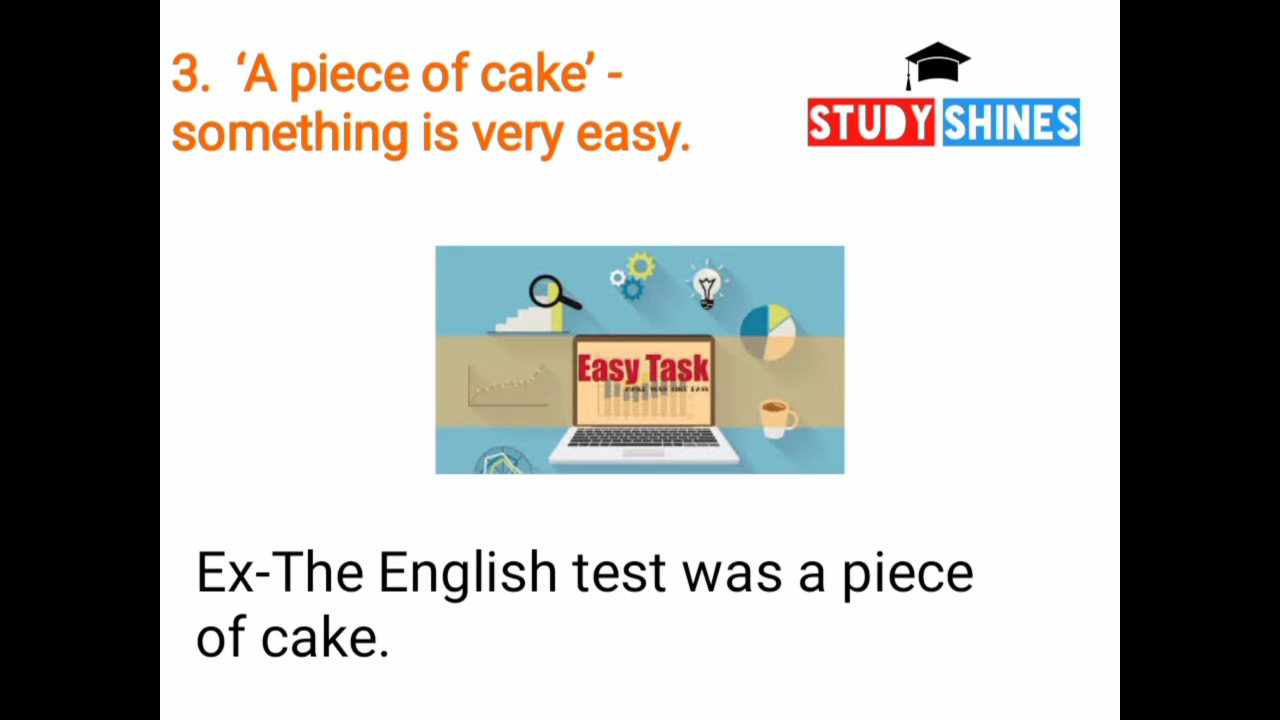 3. ‘A piece of cake’ -
something is very easy.
STUDY SHINES
Easy Task
Ex-The English test was a piece
of cake.